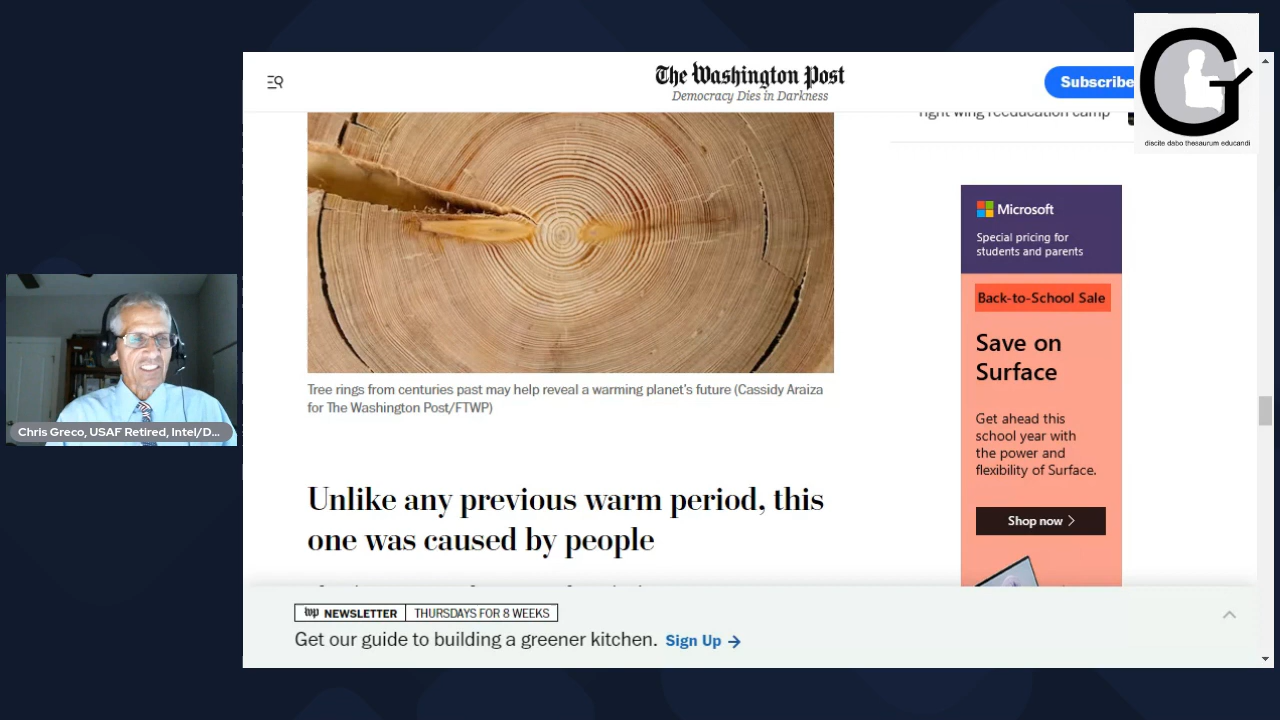 The Washington Post
Democracy Dies in Darkness
Subscribe
right wing reeducation camp
G
discite dabo thesaurum educandi
Microsoft
Special pricing for
students and parents
Back-to-School Sale
Save on
Surface
Get ahead this
school year with
the power and
flexibility of Surface.
Shop now
Tree rings from centuries past may help reveal a warming planet's future (Cassidy Araiza
for The Washington Post/FTWP)
Chris Greco, USAF Retired, Intel/D...
Unlike any previous warm period, this
one was caused by people
wp NEWSLETTER THURSDAYS FOR 8 WEEKS
Get our guide to building a greener kitchen. Sign Up →